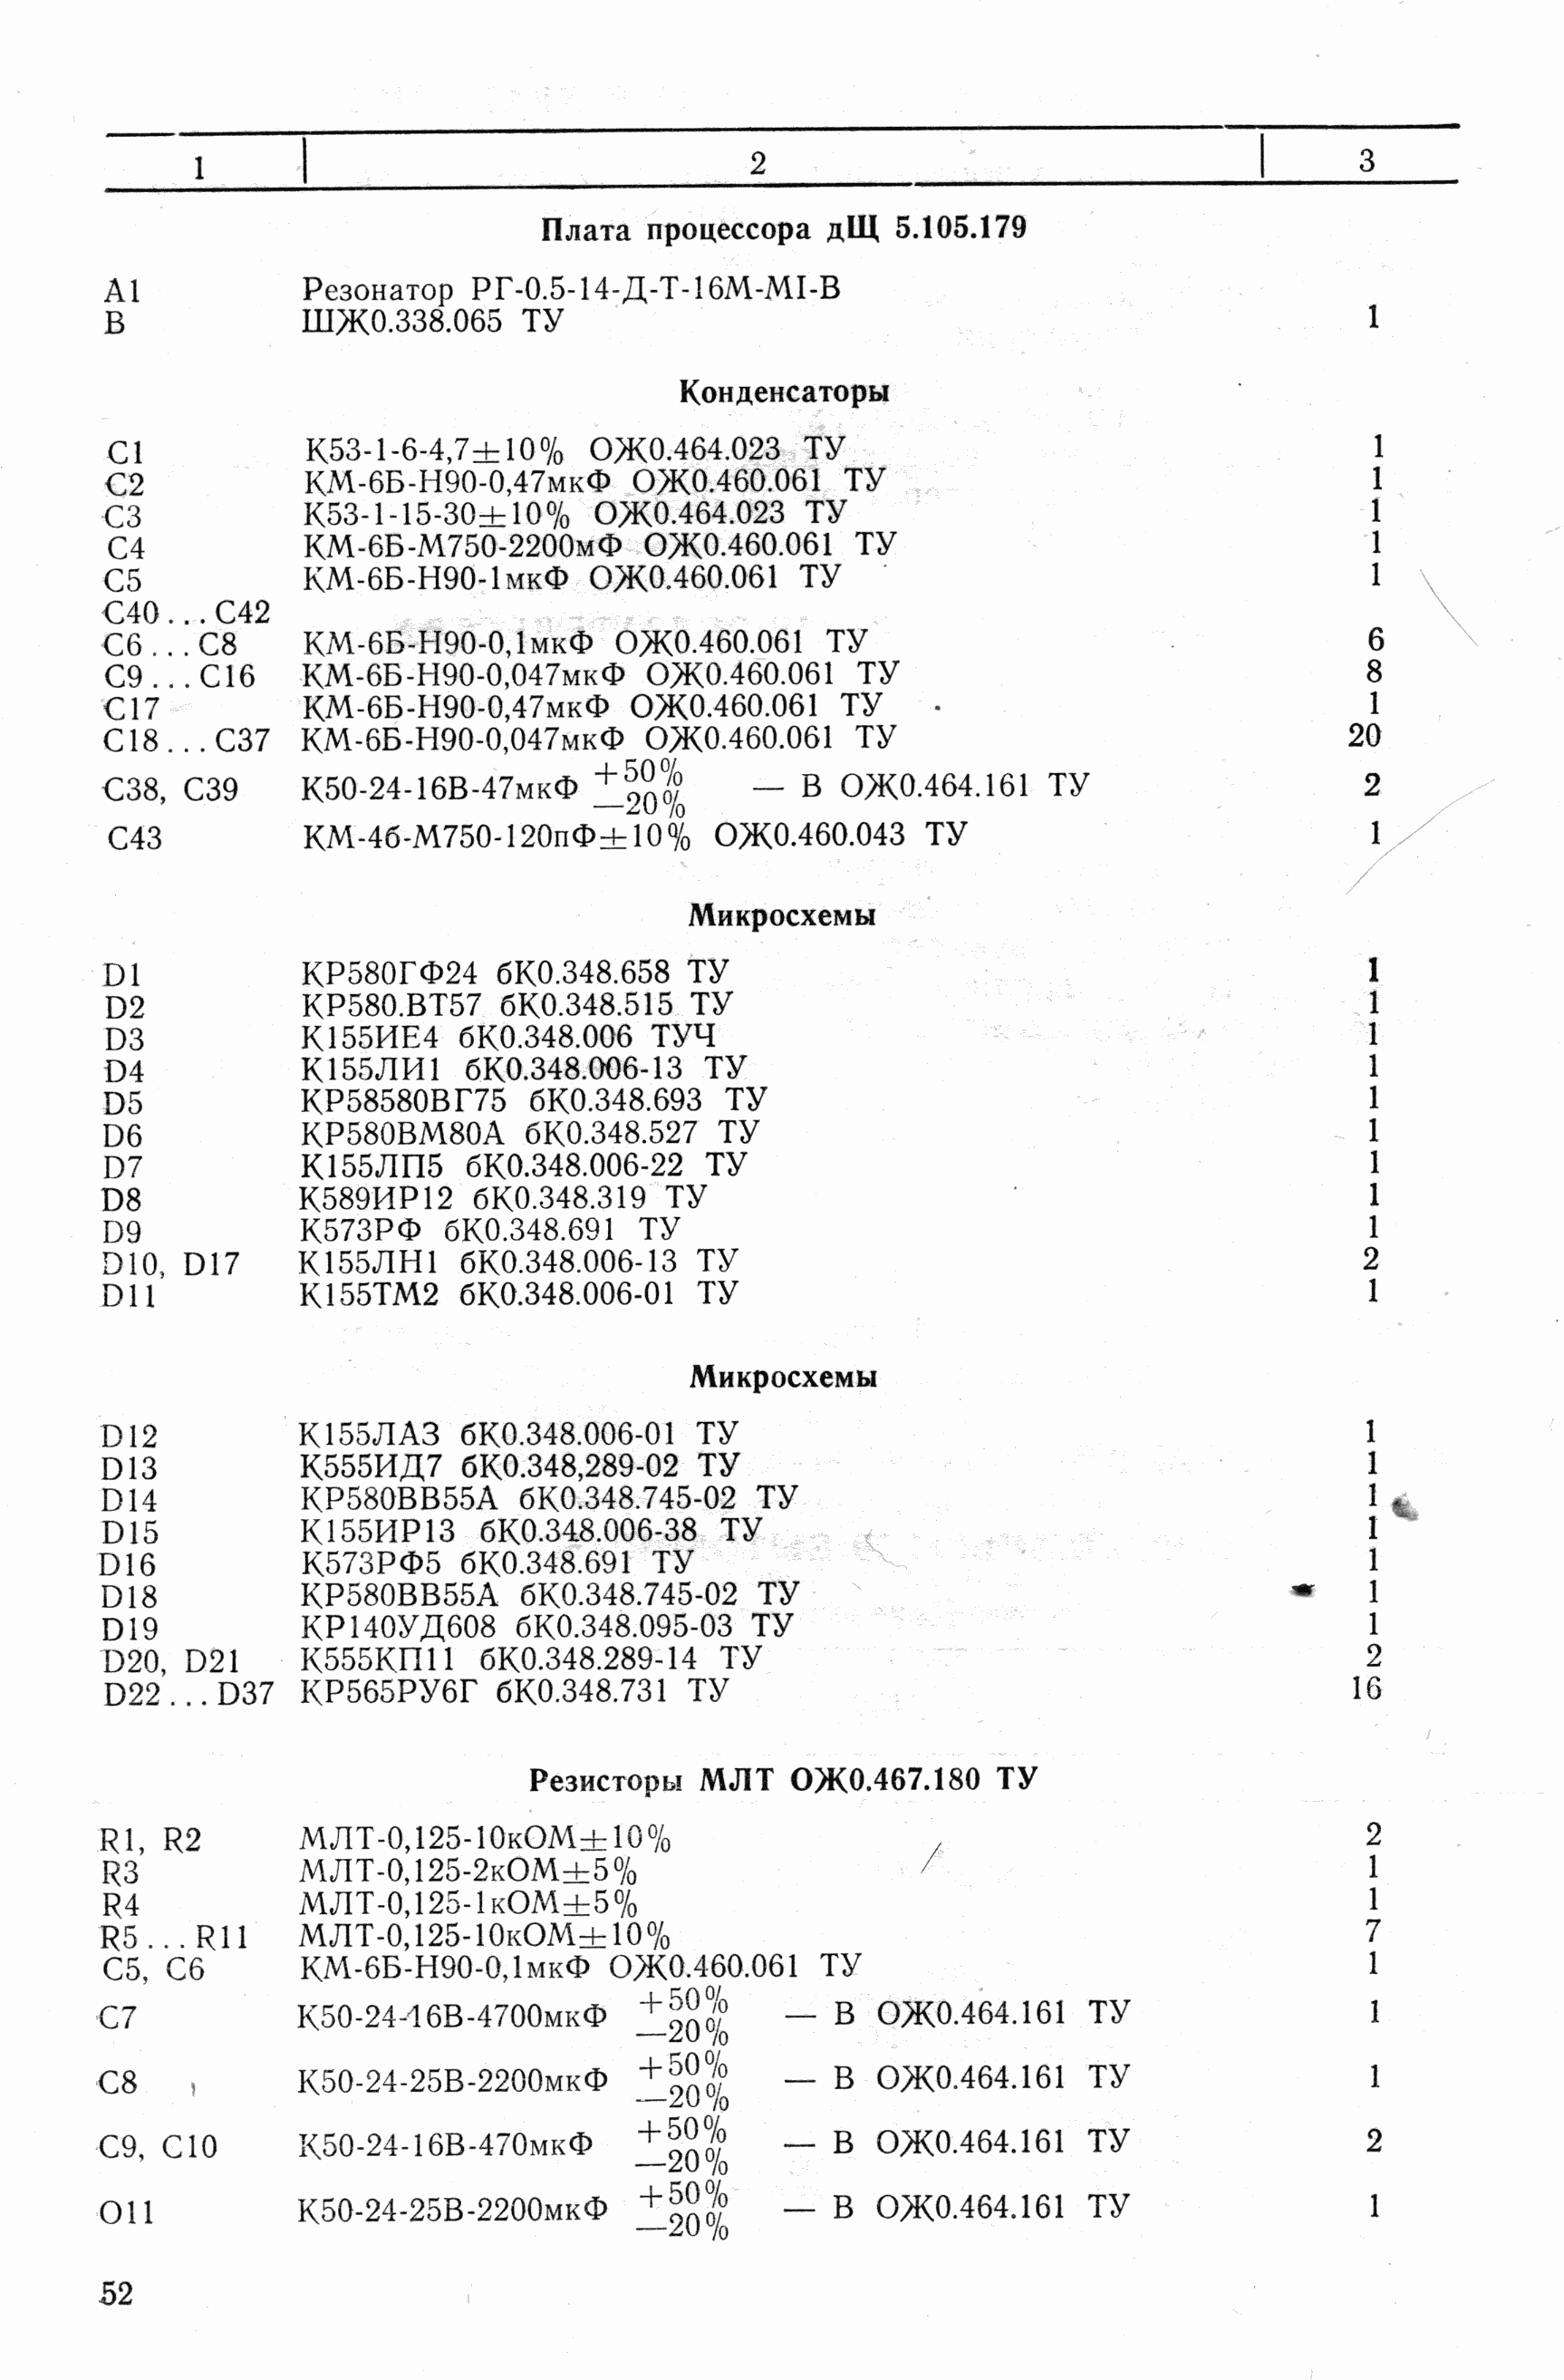 1 2 3
Плата процессора дЩ 5.105.179
A1 Резонатор РГ-0.5-14-Д-Т-16М-МI-В
B ШЖ0.338.065 ТУ 1
Конденсаторы
C1 К53-1-6-4,7±10% ОЖ0.464.023 ТУ 1
C2 КМ-6Б-Н90-0,47мкФ ОЖ0.460.061 ТУ 1
C3 К53-1-15-30±10% ОЖ0.464.023 ТУ 1
C4 КМ-6Б-М750-2200мФ ОЖ0.460.061 ТУ 1
C5 КМ-6Б-Н90-1мкФ ОЖ0.460.061 ТУ 1
C40...C42
C6...C8 КМ-6Б-Н90-0,1мкФ ОЖ0.460.061 ТУ 6
C9...C16 КМ-6Б-Н90-0,047мкФ ОЖ0.460.061 ТУ 8
C17 КМ-6Б-Н90-0,47мкФ ОЖ0.460.061 ТУ 1
C18...C37 КМ-6Б-Н90-0,047мкФ ОЖ0.460.061 ТУ 20
C38, C39 К50-24-16В-47мкФ +50% —20% — В ОЖ0.464.161 ТУ 2
C43 КМ-4б-М750-120пФ±10% ОЖ0.460.043 ТУ 1
Микросхемы
D1 КР580ГФ24 бК0.348.658 ТУ 1
D2 КР580.ВТ57 бК0.348.515 ТУ 1
D3 К155ИЕ4 бК0.348.006 ТУЧ 1
D4 К155ЛИ1 бК0.348.006-13 ТУ 1
D5 КР58580ВГ75 бК0.348.693 ТУ 1
D6 КР580ВМ80А бК0.348.527 ТУ 1
D7 К155ЛП5 бК0.348.006-22 ТУ 1
D8 К589ИР12 бК0.348.319 ТУ 1
D9 К573РФ бК0.348.691 ТУ 1
D10, D17 К155ЛН1 бК0.348.006-13 ТУ 2
D11 К155ТМ2 бК0.348.006-01 ТУ 1
Микросхемы
D12 К155ЛА3 бК0.348.006-01 ТУ 1
D13 К555ИД7 бК0.348,289-02 ТУ 1
D14 КР580ВВ55А бК0.348.745-02 ТУ 1
D15 К155ИР13 бК0.348.006-38 ТУ 1
D16 К573РФ5 бК0.348.691 ТУ 1
D18 КР580ВВ55А бК0.348.745-02 ТУ 1
D19 КР140УД608 бК0.348.095-03 ТУ 1
D20, D21 К555КП11 бК0.348.289-14 ТУ 2
D22...D37 КР565РУ6Г бК0.348.731 ТУ 16
Резисторы МЛТ ОЖ0.467.180 ТУ
R1, R2 МЛТ-0,125-10кОМ±10% 2
R3 МЛТ-0,125-2кОМ±5% 1
R4 МЛТ-0,125-1кОМ±5% 1
R5...R11 МЛТ-0,125-10кОМ±10% 7
C5, C6 КМ-6Б-Н90-0,1мкФ ОЖ0.460.061 ТУ 1
C7 К50-24-16В-4700мкФ +50% —20% — В ОЖ0.464.161 ТУ 1
C8 К50-24-25В-2200мкФ +50% —20% — В ОЖ0.464.161 ТУ 1
C9, C10 К50-24-16В-470мкФ +50% —20% — В ОЖ0.464.161 ТУ 2
O11 К50-24-25В-2200мкФ +50% —20% — В ОЖ0.464.161 ТУ 1
52